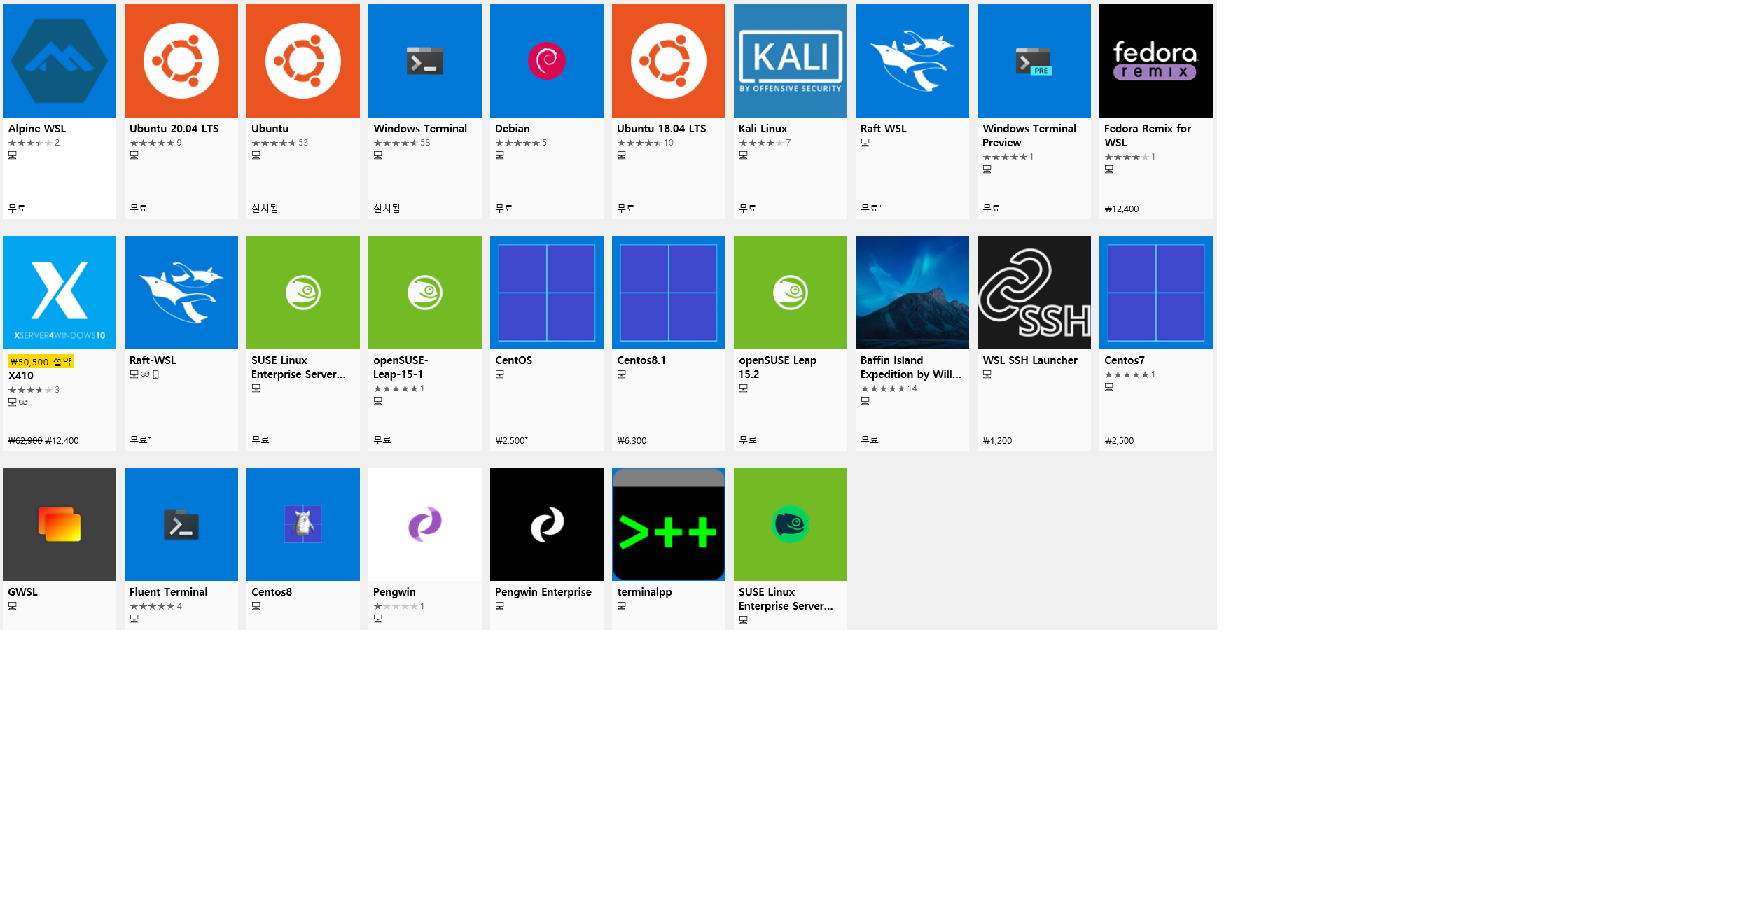 KALI
BY OFFENSIVE SECURITY
PRE
fedora
remix
Alpine WSL
Ubuntu 20.04 LTS
Ubuntu
Windows Terminal
Debian
Ubuntu 18.04 LTS
Kali Linux
Raft WSL
Windows Terminal
Preview
Fedora Remix for
WSL
2
9
53
58
5
10
7
1
1
무료
무료
설치됨
설치됨
무료
무료
무료
무료+
무료
₩12,400
XSERVER4WINDOWS10
SSH
₩50,500 절약
X410
Raft-WSL
SUSE Linux
Enterprise Server...
openSUSE-
Leap-15-1
CentOS
Centos8.1
openSUSE Leap
15.2
Baffin Island
Expedition by Will...
WSL SSH Launcher
Centos7
3
1
14
1
₩62,900 ₩12,400
무료+
무료
무료
₩2,500+
₩6,300
무료
무료
₩1,200
₩2,500
>++
GWSL
Fluent Terminal
Centos8
Pengwin
Pengwin Enterprise
terminalpp
SUSE Linux
Enterprise Server...
4
1